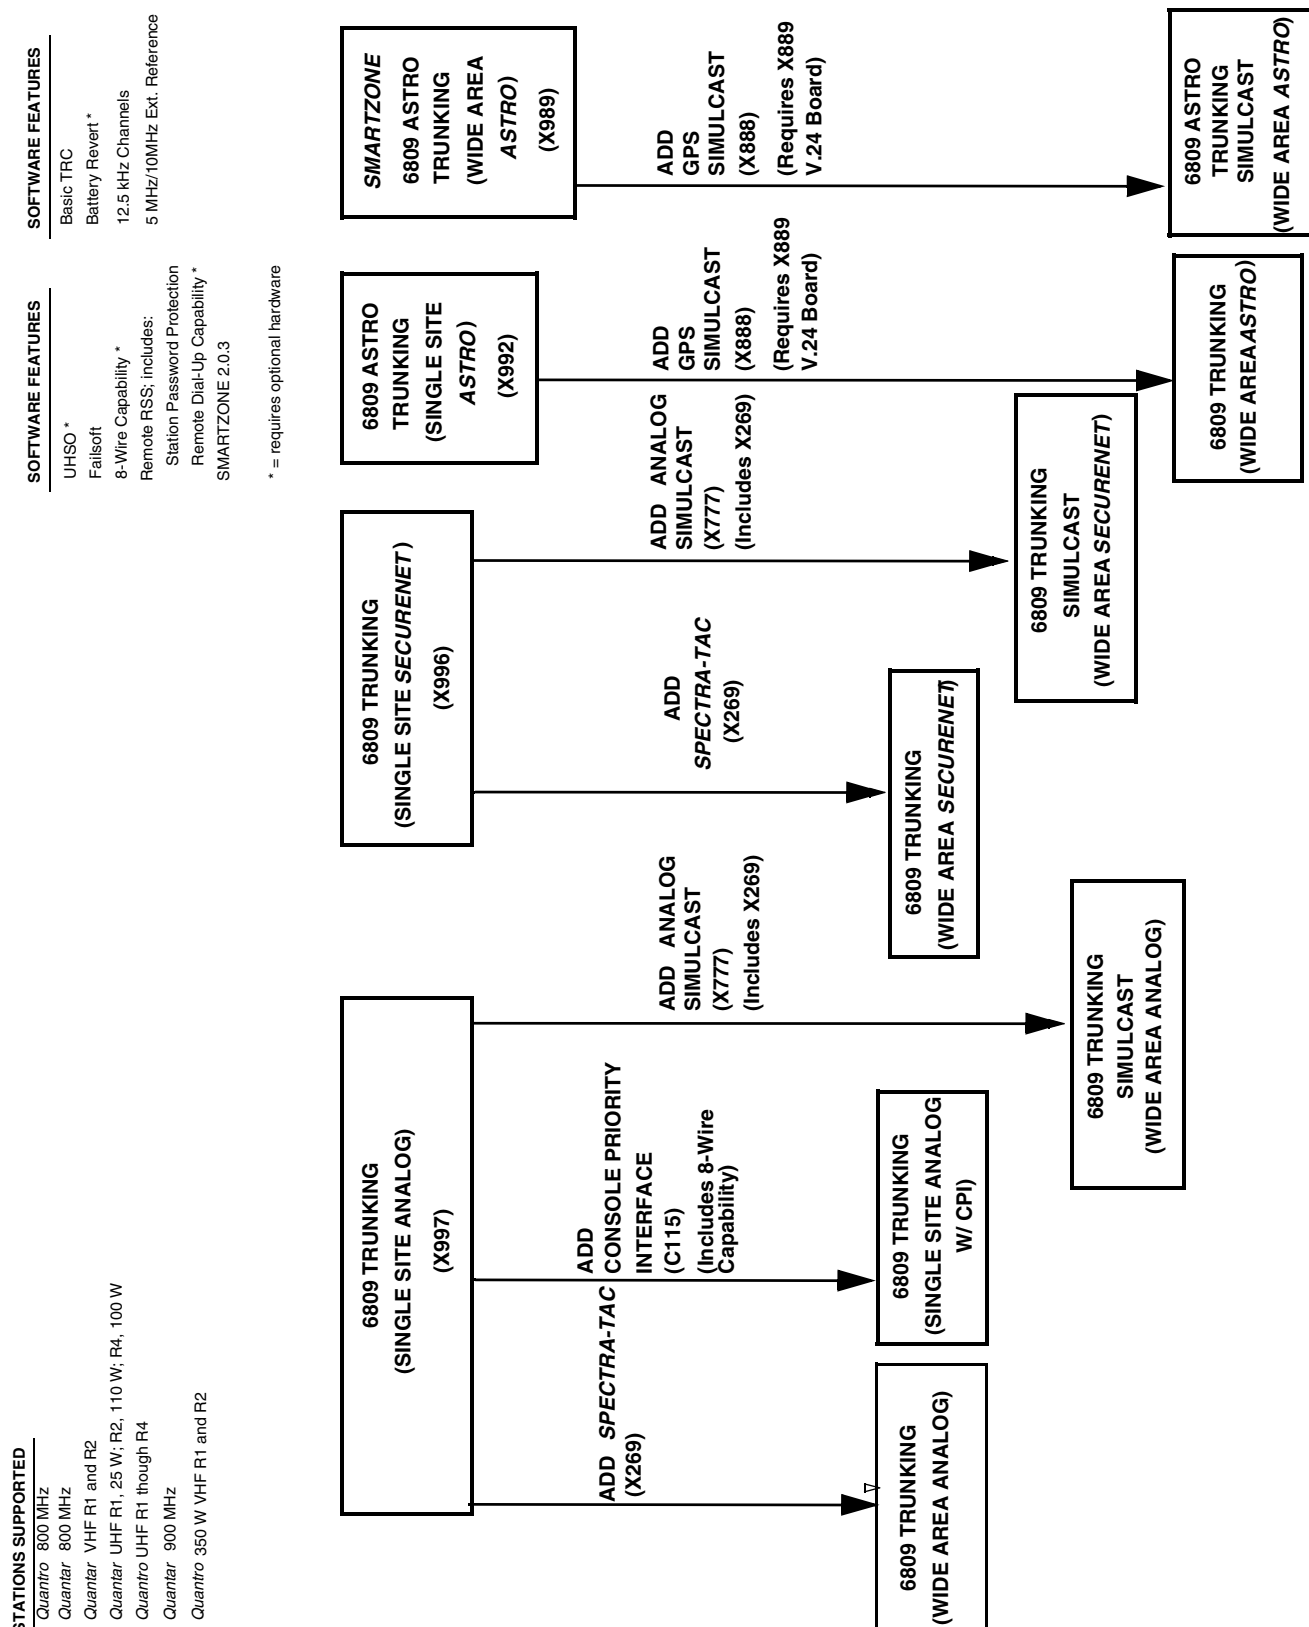 STATIONS SUPPORTED
Quantro 800 MHz
Quantar 800 MHz
Quantar VHF R1 and R2
Quantar UHF R1, 25 W; R2, 110 W; R4, 100 W
Quantro UHF R1 though R4
Quantar 900 MHz
Quantro 350 W VHF R1 and R2
SOFTWARE FEATURES
UHSO *
Failsoft
8-Wire Capability *
Remote RSS; includes:
Station Password Protection
Remote Dial-Up Capability *
SMARTZONE 2.0.3
* = requires optional hardware
SOFTWARE FEATURES
Basic TRC
Battery Revert *
12.5 kHz Channels
5 MHz/10MHz Ext. Reference
6809 TRUNKING
(SINGLE SITE ANALOG)
(X997)
ADD SPECTRA-TAC
(X269)
6809 TRUNKING
(WIDE AREA ANALOG)
ADD
CONSOLE PRIORITY
INTERFACE
(C115)
(Includes 8-Wire
Capability)
6809 TRUNKING
(SINGLE SITE ANALOG
W/ CPI)
ADD ANALOG
SIMULCAST
(X777)
(Includes X269)
6809 TRUNKING
SIMULCAST
(WIDE AREA ANALOG)
6809 TRUNKING
(SINGLE SITE SECURENET)
(X996)
ADD
SPECTRA-TAC
(X269)
6809 TRUNKING
(WIDE AREA SECURENET)
ADD ANALOG
SIMULCAST
(X777)
(Includes X269)
6809 TRUNKING
SIMULCAST
(WIDE AREA SECURENET)
6809 ASTRO
TRUNKING
(SINGLE SITE
ASTRO)
(X992)
ADD
GPS
SIMULCAST
(X888)
(Requires X889
V.24 Board)
6809 TRUNKING
(WIDE AREA ASTRO)
SMARTZONE
6809 ASTRO
TRUNKING
(WIDE AREA
ASTRO)
(X989)
ADD
GPS
SIMULCAST
(X888)
(Requires X889
V.24 Board)
6809 ASTRO
TRUNKING
SIMULCAST
(WIDE AREA ASTRO)